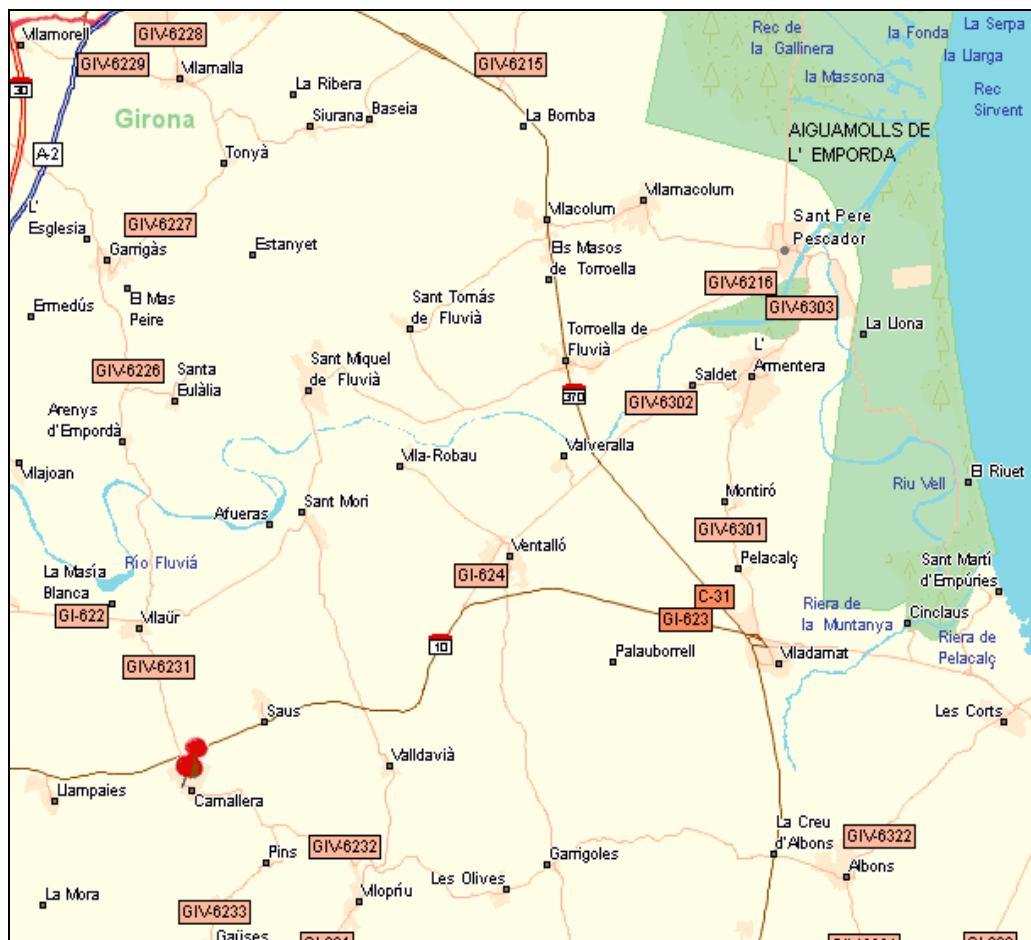 Vilamorell
GIV-6228
GIV-6229
Vilamalla
30
La Ribera
Girona
Siurana
Baseia
A-2
Tonyà
GIV-6215
La Bomba
Rec de
la Gallinera
la Fonda
La Serpa
la Llarga
la Massona
Rec
Sirvent
AIGUAMOLLS DE
L' EMPORDA
L'
Esglesia
GIV-6227
Garrigàs
Estanyet
Vilacolum
Vilamacolum
Sant Pere
Pescador
Els Masos
de Torroella
GIV-6216
GIV-6303
Ermedús
El Mas
Peire
Sant Tomás
de Fluvià
La Llona
Torroella de
Fluvià
L'
Armentera
Saldet
GIV-6226
Santa
Eulàlia
Sant Miquel
de Fluvià
370
GIV-6302
Arenys
d'Empordà
Vilajoan
Vila-Robau
Valveralla
El Riuet
Riu Vell
Afueras
Sant Mori
Montiró
GIV-6301
Río Fluviá
La Masía
Blanca
Ventalló
GI-624
Pelacalç
Sant Martí
d'Empúries
GI-622
Vilaür
C-31
GI-623
Riera de
la Muntanya
Cinclaus
Riera de
Pelacalç
10
GIV-6231
Palauborrell
Viladamat
Saus
Les Corts
Valldavià
Llampaies
Camallera
La Creu
d'Albons
GIV-6322
Pins
GIV-6232
Garrigoles
Albons
La Mora
Vilopríu
Les Olives
GIV-6233
Gaüses